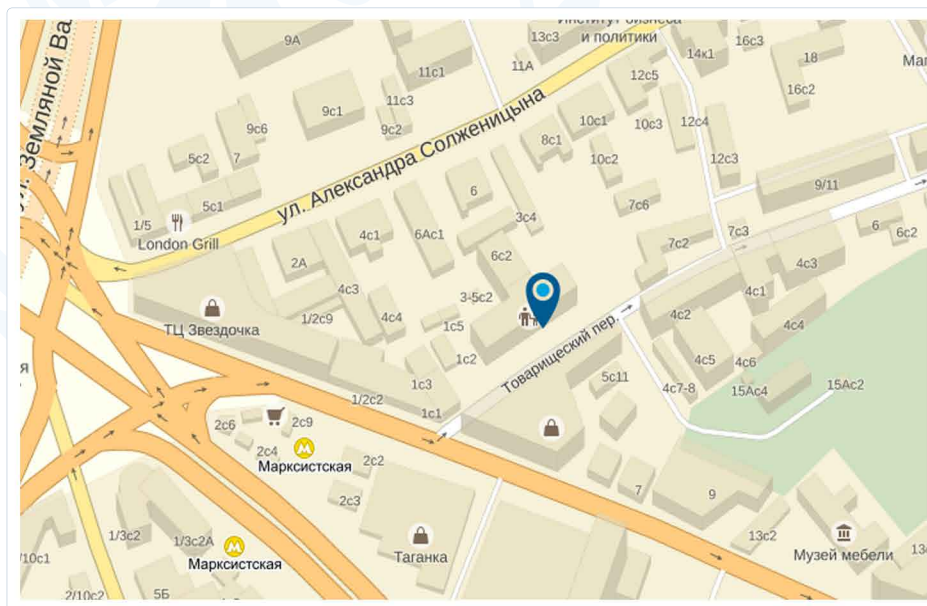 Институт бизнеса
и политики
9А
13с3
16с3
14к1
18
11А
11с1
12с5
16с2
11с3
9с1
9с2
9с6
10с1
10с3
12с4
ул. Земляной Ва
ул. Александра Солженицына
8с1
10с2
12с3
5с2
7
5с1
1/5
London Grill
6
3с4
7с6
9/11
4с1
6Ас1
7с2
7с3
6
6с2
2А
6с2
4с3
4с3
4с1
3-5с2
ТЦ Звездочка
1/2с9
4с4
1с5
4с2
4с4
Товарищеский пер.
1с2
4с5
4с6
1с3
5с11
4с7-8
15Ас4
15Ас2
1/2с2
1с1
2с6
2с9
2с4
Марксистская
2с2
2с3
7
9
13с2
Музей мебели
1/3с2
1/3с2А
Марксистская
Таганка
/10с1
2/10с2
5Б